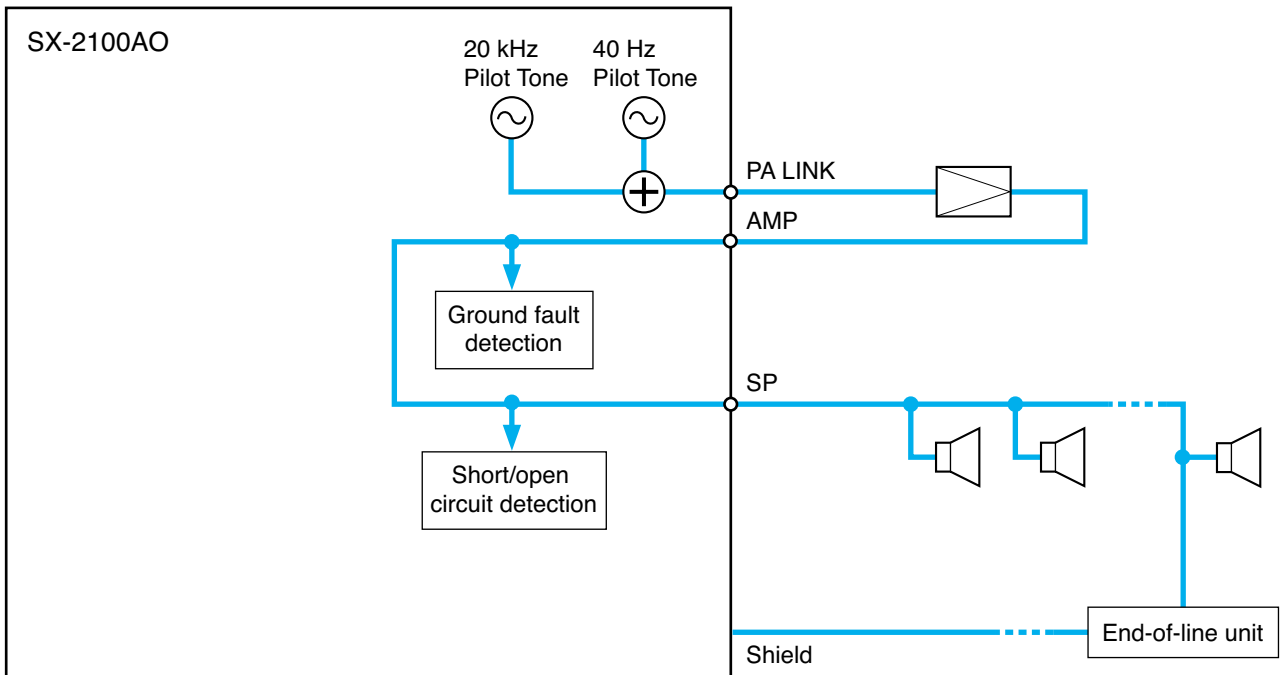 SX-2100AO
20 kHz
Pilot Tone
40 Hz
Pilot Tone
PA LINK
AMP
Ground fault
detection
SP
Short/open
circuit detection
End-of-line unit
Shield